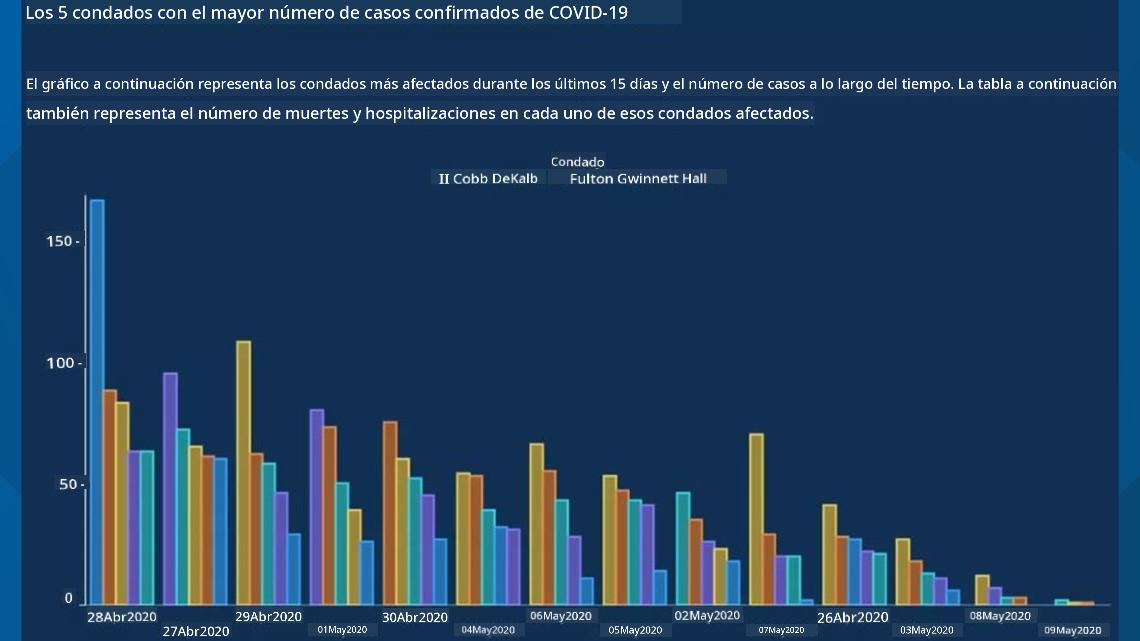 Los 5 condados con el mayor número de casos confirmados de COVID-19
El gráfico a continuación representa los condados más afectados durante los últimos 15 días y el número de casos a lo largo del tiempo. La tabla a continuación
también representa el número de muertes y hospitalizaciones en cada uno de esos condados afectados.
Condado
II Cobb DeKalb Fulton Gwinnett Hall
150 -
100 -
50 -
0
28Abr2020 29Abr2020 30Abr2020 06May2020 02May2020 26Abr2020 08May2020
27Abr2020 01May2020 04May2020 05May2020 07May2020 03May2020 09May2020